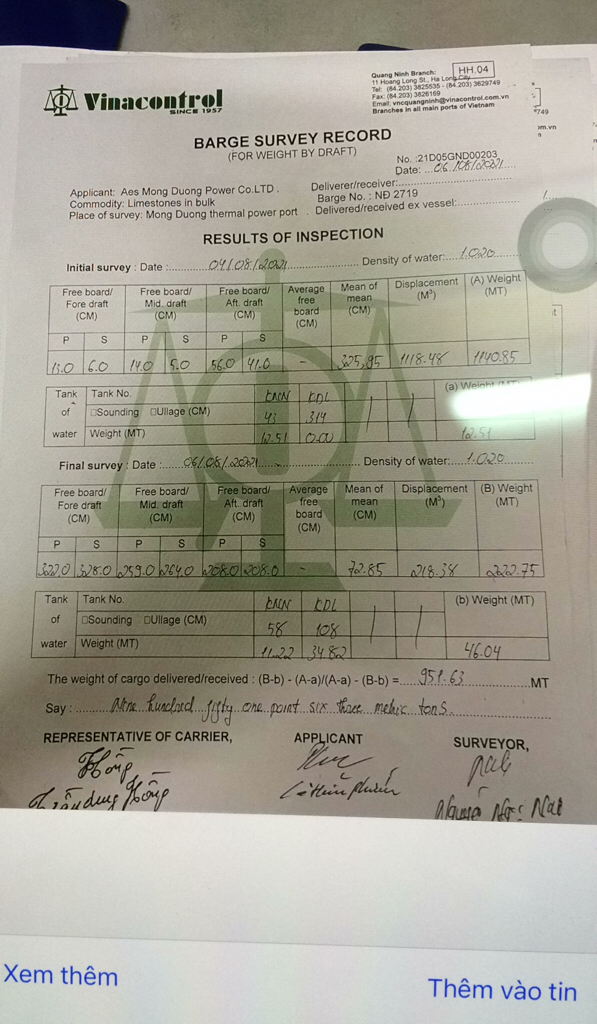 Quang Ninh Branch:
HH.04
11 Hoang Long St., Ha Long City
Tel: (84.203) 3825535 - (84.203) 3629749
Fax: (84.203) 3826169
Email: vncquangninh@vinacontrol.com.vn
Branches in all main ports of Vietnam
Vinacontrol
SINCE 1957
BARGE SURVEY RECORD
(FOR WEIGHT BY DRAFT)
No. :21D05GND00203
Date: ...06/08/2021
Applicant: Aes Mong Duong Power Co.LTD .
Deliverer/receiver:
Commodity: Limestones in bulk
Barge No. : NĐ 2719
Place of survey: Mong Duong thermal power port
Delivered/received ex vessel:
RESULTS OF INSPECTION
Initial survey : Date : 04/08/2021 Density of water: 1.020
Free board/ Fore draft (CM) Free board/ Mid. draft (CM) Free board/ Aft. draft (CM) Average free board (CM) Mean of mean (CM) Displacement (M³) (A) Weight (MT)
P S P S P S
13.0 6.0 14.0 5.0 56.0 41.0 - 325,95 1118.48 1140.85
Tank of water Tank No. KMN KDL (a) Weight (MT)
□Sounding □Ullage (CM) 43 314
Weight (MT) 12.51 0.00 12.51
Final survey : Date : 06/08/2021 Density of water: 1.020
Free board/ Fore draft (CM) Free board/ Mid. draft (CM) Free board/ Aft. draft (CM) Average free board (CM) Mean of mean (CM) Displacement (M³) (B) Weight (MT)
P S P S P S
322.0 328.0 259.0 264.0 208.0 208.0 - 72.85 218.38 222.75
Tank of water Tank No. KMN KDL (b) Weight (MT)
□Sounding □Ullage (CM) 58 108
Weight (MT) 11.22 34.82 46.04
The weight of cargo delivered/received : (B-b) - (A-a)/(A-a) - (B-b) = 951.63 MT
Say : Nine hundred fifty one point six three metric tons.
REPRESENTATIVE OF CARRIER, APPLICANT SURVEYOR,
Hồng
Xem thêm
Thêm vào tin